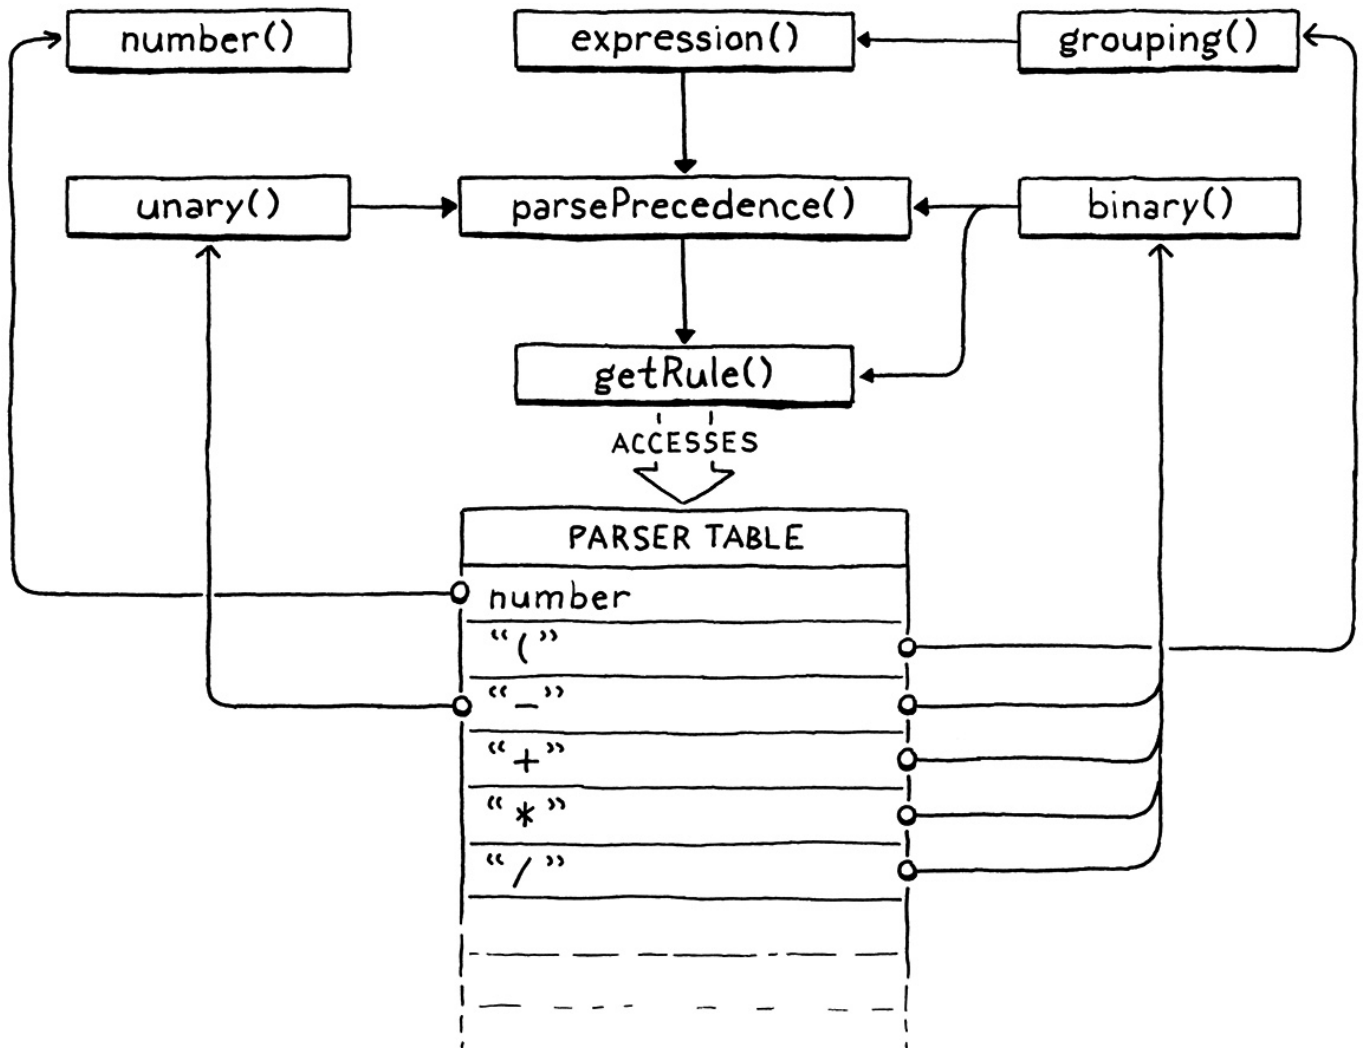 number()
expression()
grouping()
unary()
parsePrecedence()
binary()
getRule()
ACCESSES
PARSER TABLE
number
“(”
“-”
“+”
“*”
“/”